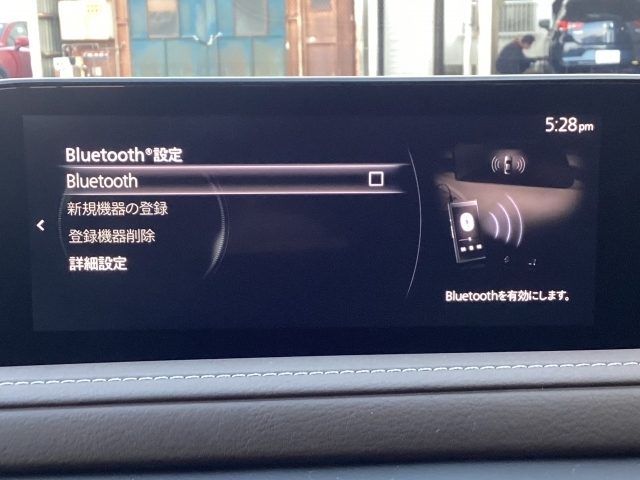 5:28pm
Bluetooth®設定
Bluetooth
新規機器の登録
登録機器削除
詳細設定
Bluetoothを有効にします。